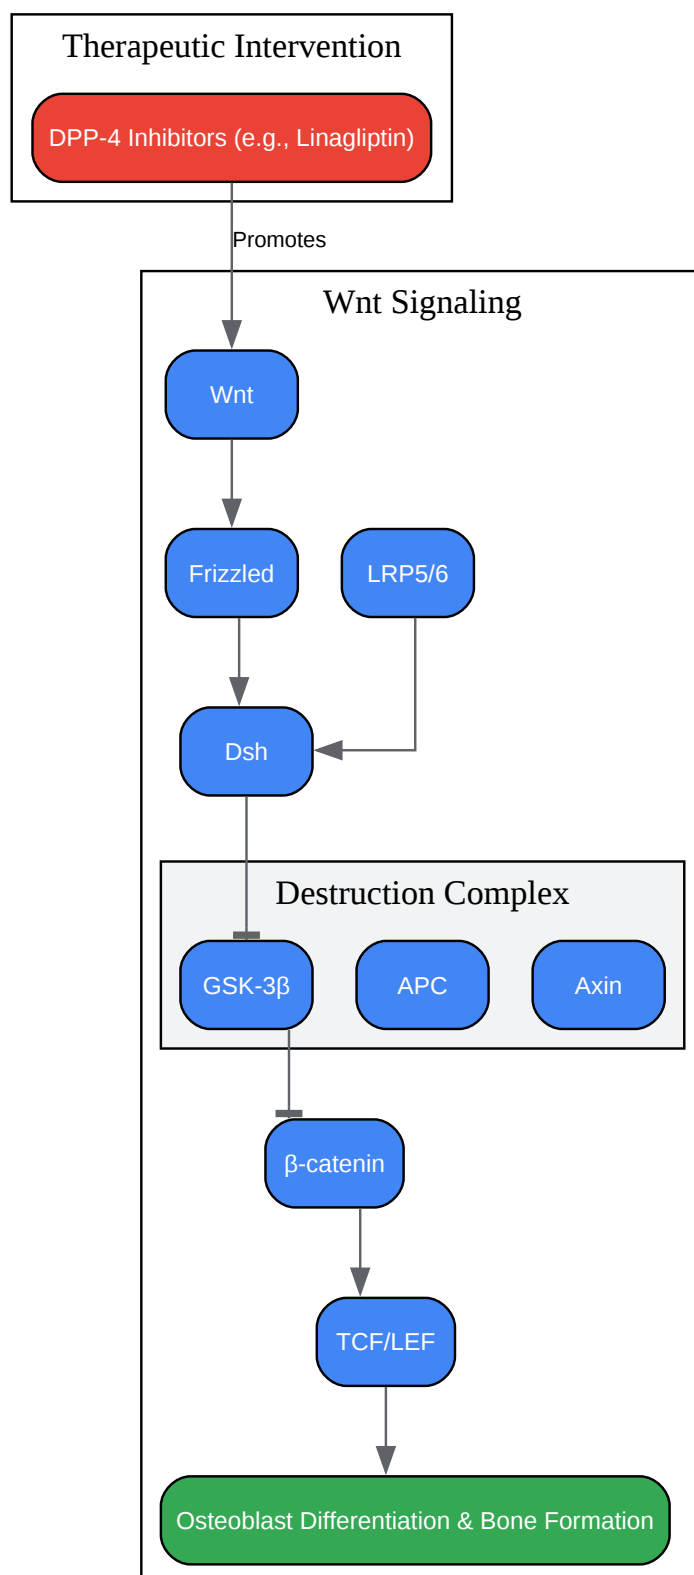 Therapeutic Intervention
DPP-4 Inhibitors (e.g., Linagliptin)
Promotes
Wnt Signaling
Wnt
Frizzled
LRP5/6
Dsh
Destruction Complex
GSK-3β
APC
Axin
β-catenin
TCF/LEF
Osteoblast Differentiation & Bone Formation